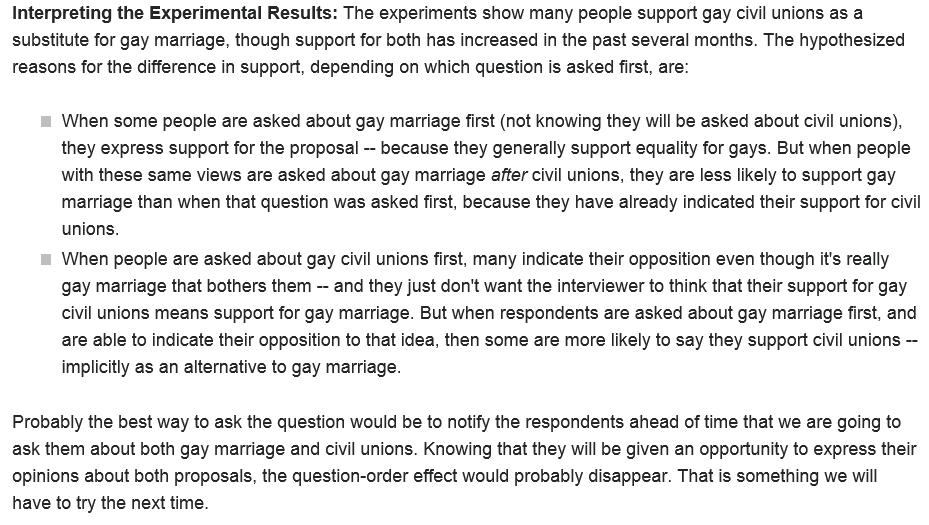 Interpreting the Experimental Results: The experiments show many people support gay civil unions as a
substitute for gay marriage, though support for both has increased in the past several months. The hypothesized
reasons for the difference in support, depending on which question is asked first, are:
When some people are asked about gay marriage first (not knowing they will be asked about civil unions),
they express support for the proposal -- because they generally support equality for gays. But when people
with these same views are asked about gay marriage after civil unions, they are less likely to support gay
marriage than when that question was asked first, because they have already indicated their support for civil
unions.
When people are asked about gay civil unions first, many indicate their opposition even though it's really
gay marriage that bothers them -- and they just don't want the interviewer to think that their support for gay
civil unions means support for gay marriage. But when respondents are asked about gay marriage first, and
are able to indicate their opposition to that idea, then some are more likely to say they support civil unions --
implicitly as an alternative to gay marriage.
Probably the best way to ask the question would be to notify the respondents ahead of time that we are going to
ask them about both gay marriage and civil unions. Knowing that they will be given an opportunity to express their
opinions about both proposals, the question-order effect would probably disappear. That is something we will
have to try the next time.